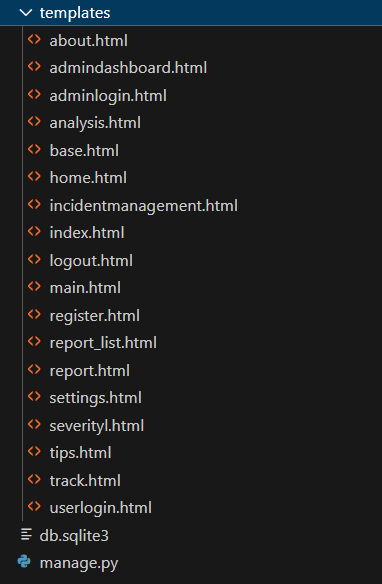 templates
about.html
admindashboard.html
adminlogin.html
analysis.html
base.html
home.html
incidentmanagement.html
index.html
logout.html
main.html
register.html
report_list.html
report.html
settings.html
severityl.html
tips.html
track.html
userlogin.html
db.sqlite3
manage.py